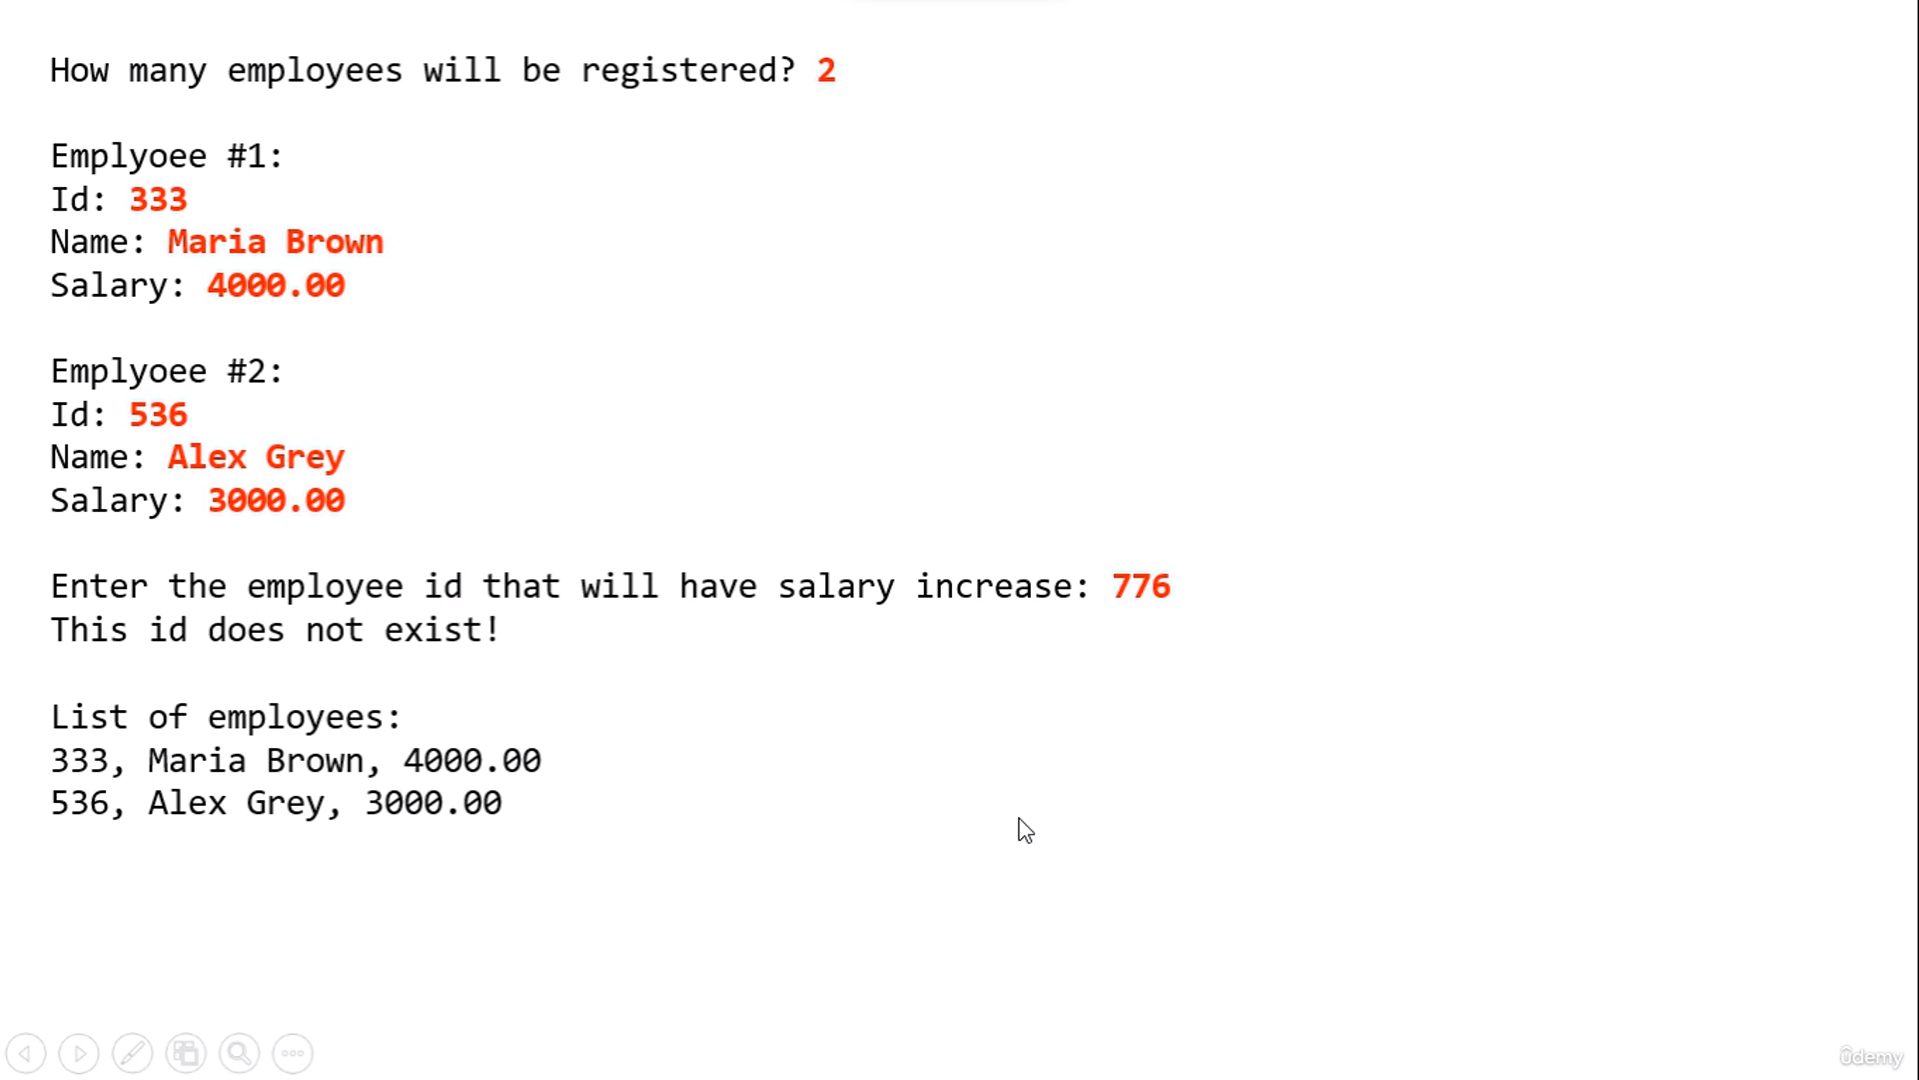 How many employees will be registered? 2
Emplyoee #1:
Id: 333
Name: Maria Brown
Salary: 4000.00
Emplyoee #2:
Id: 536
Name: Alex Grey
Salary: 3000.00
Enter the employee id that will have salary increase: 776
This id does not exist!
List of employees:
333, Maria Brown, 4000.00
536, Alex Grey, 3000.00
ûdemy